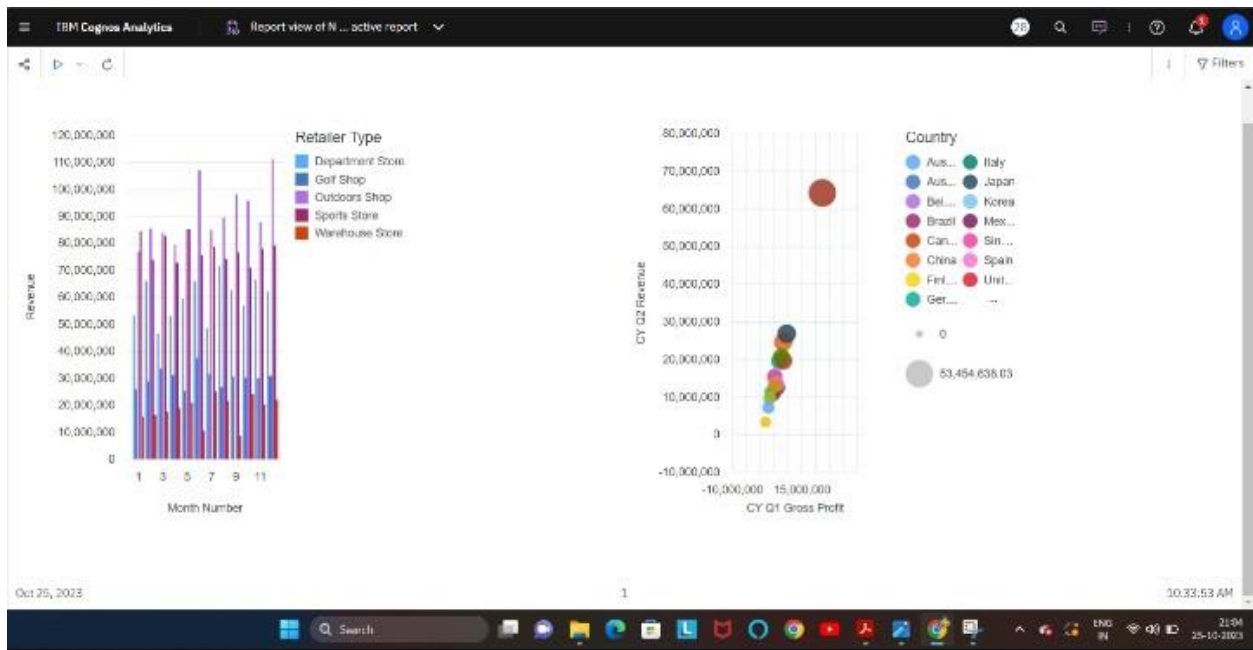 IBM Cognos Analytics
Report view of N ... active report
28
1
Filters
120,000,000
110,000,000
100,000,000
90,000,000
80,000,000
70,000,000
60,000,000
50,000,000
40,000,000
30,000,000
20,000,000
10,000,000
0
Revenue
1 3 5 7 9 11
Month Number
Retailer Type
Department Store
Golf Shop
Outdoors Shop
Sports Store
Warehouse Store
80,000,000
70,000,000
60,000,000
50,000,000
40,000,000
30,000,000
20,000,000
10,000,000
0
-10,000,000
CY Q2 Revenue
-10,000,000 15,000,000
CY Q1 Gross Profit
Country
Aus... Italy
Aus... Japan
Bel... Korea
Brazil Mex...
Can... Sin...
China Spain
Finl... Unit...
Ger... ...
0
53,454,638.03
Oct 25, 2023
1
10:33:53 AM
Search
L
ENG
IN
21:04
25-10-2023